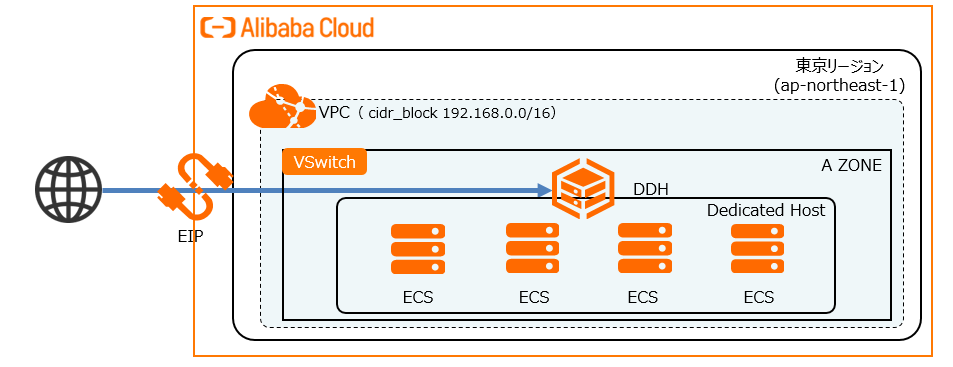 Alibaba Cloud
東京リージョン
(ap-northeast-1)
VPC（ cidr_block 192.168.0.0/16）
VSwitch
A ZONE
DDH
EIP
Dedicated Host
ECS
ECS
ECS
ECS